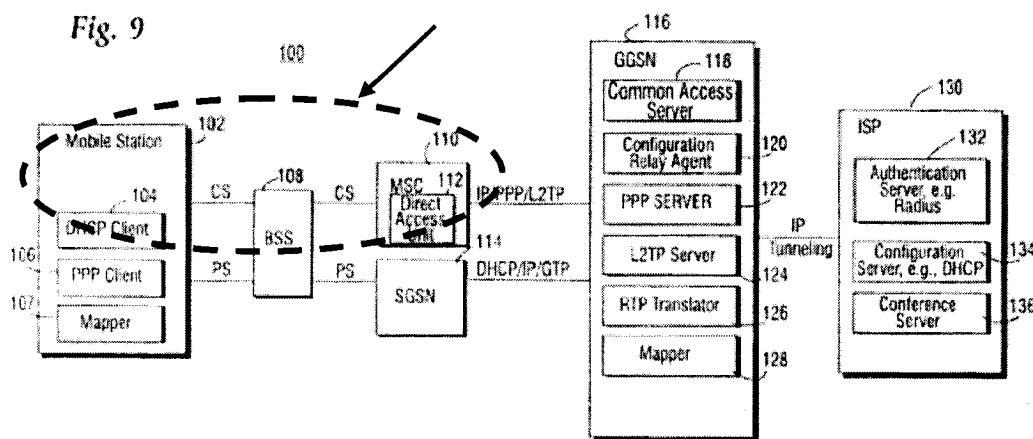 Fig. 9
100
Mobile Station
102
104
DHCP Client
106
PPP Client
107
Mapper
CS
PS
108
BSS
CS
PS
110
MSC
112
Direct
Access
Unit
114
SGSN
IP/PPP/L2TP
DHCP/IP/GTP
116
GGSN
118
Common Access
Server
Configuration
Relay Agent
120
PPP SERVER
122
L2TP Server
124
RTP Translator
126
Mapper
128
IP
Tunneling
130
ISP
132
Authentication
Server, e.g.
Radius
Configuration
Server, e.g., DHCP
134
Conference
Server
136